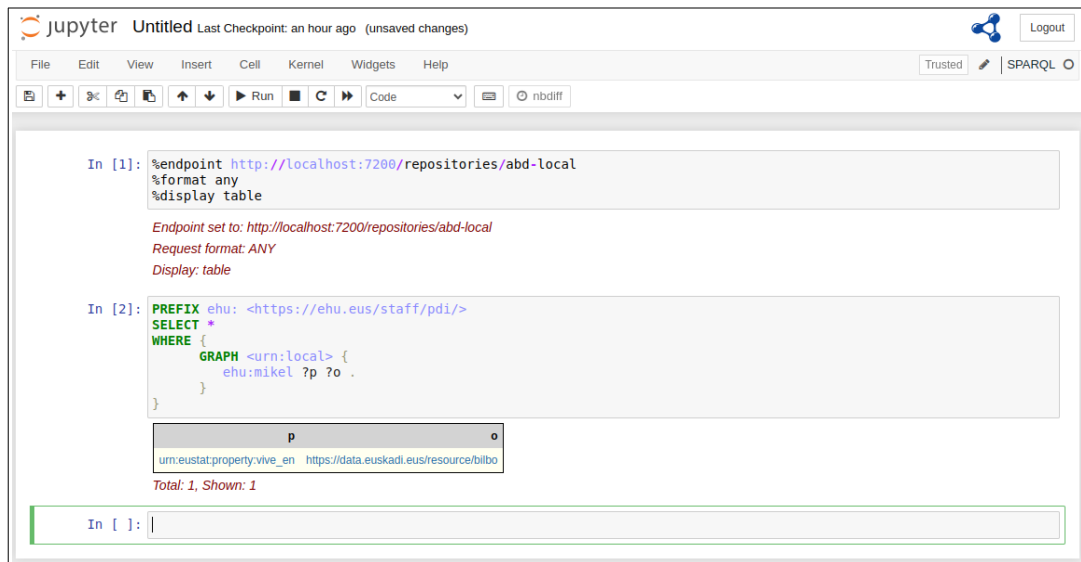 jupyter Untitled Last Checkpoint: an hour ago (unsaved changes) Logout
File Edit View Insert Cell Kernel Widgets Help Trusted SPARQL
Run Code nbdiff
In [1]: %endpoint http://localhost:7200/repositories/abd-local
%format any
%display table
Endpoint set to: http://localhost:7200/repositories/abd-local
Request format: ANY
Display: table
In [2]: PREFIX ehu: <https://ehu.eus/staff/pdi/>
SELECT *
WHERE {
GRAPH <urn:local> {
ehu:mikel ?p ?o .
}
}
p o
urn:eustat:property:vive_en https://data.euskadi.eus/resource/bilbo
Total: 1, Shown: 1
In [ ]: